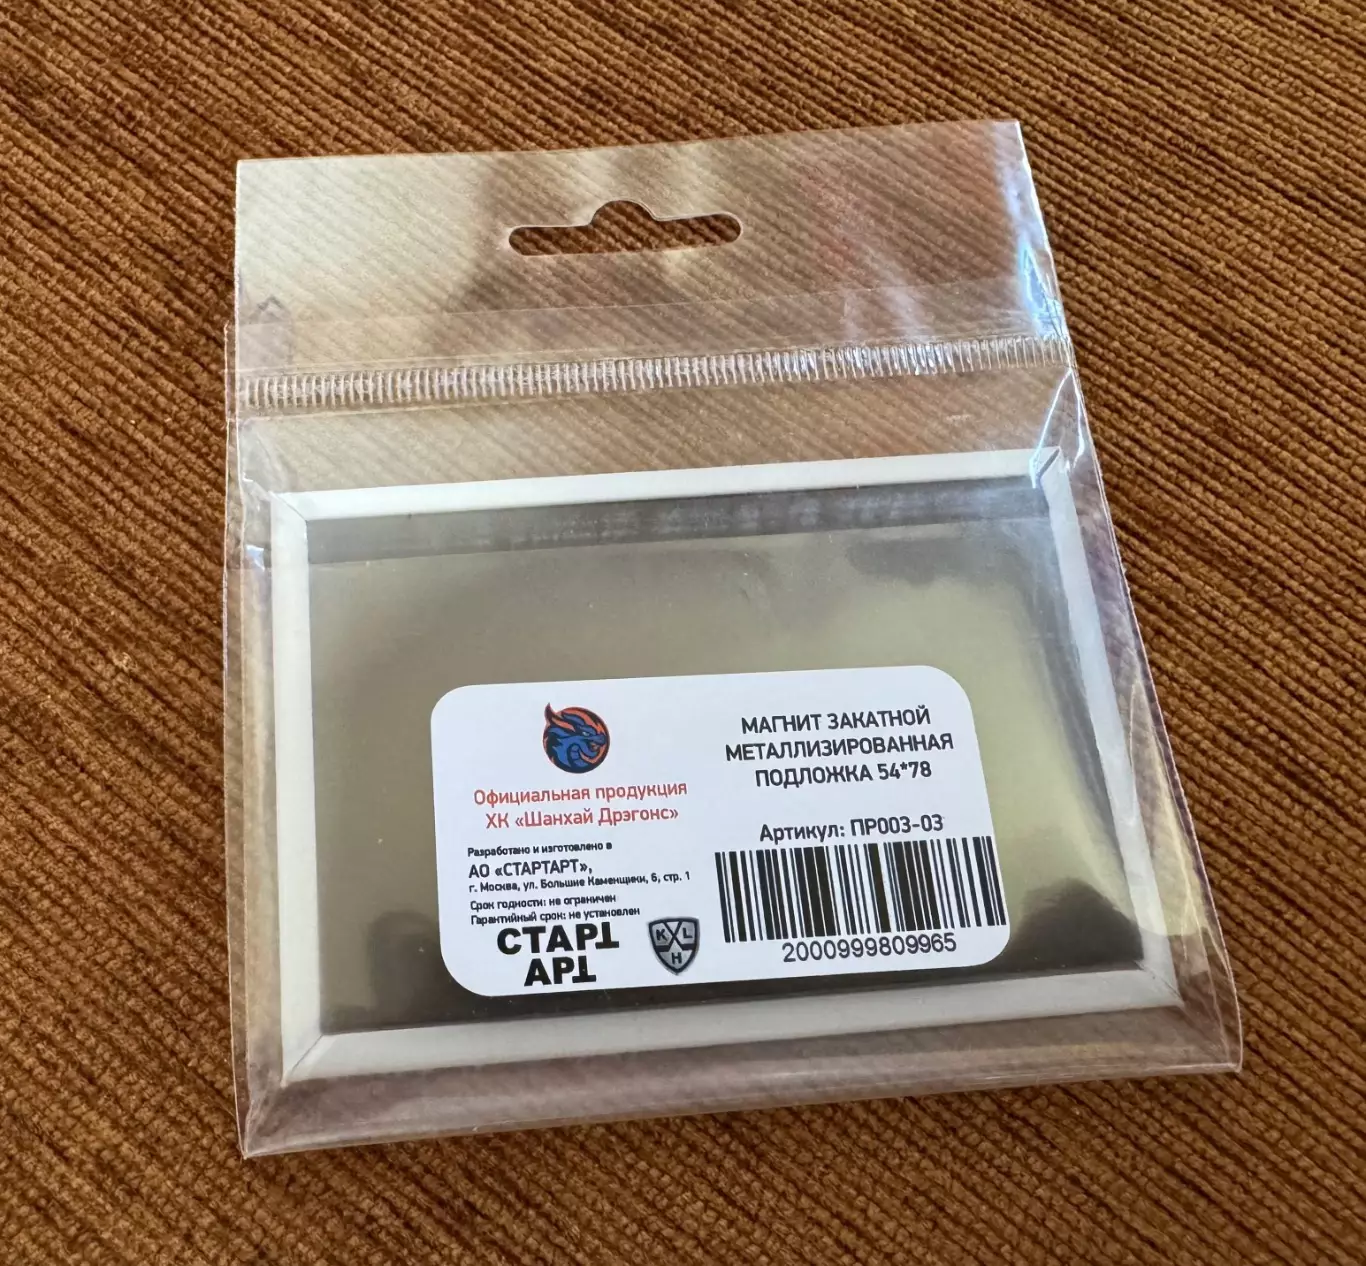 Официальная продукция
ХК «Шанхай Дрэгонс»
Разработано и изготовлено в
АО «СТАРТАРТ»,
г. Москва, ул. Большие Каменщики, 6, стр. 1
Срок годности: не ограничен
Гарантийный срок: не установлен
СТАРТ
АРТ
KHL
МАГНИТ ЗАКАТНОЙ
МЕТАЛЛИЗИРОВАННАЯ
ПОДЛОЖКА 54*78
Артикул: ПР003-03
2000999809965